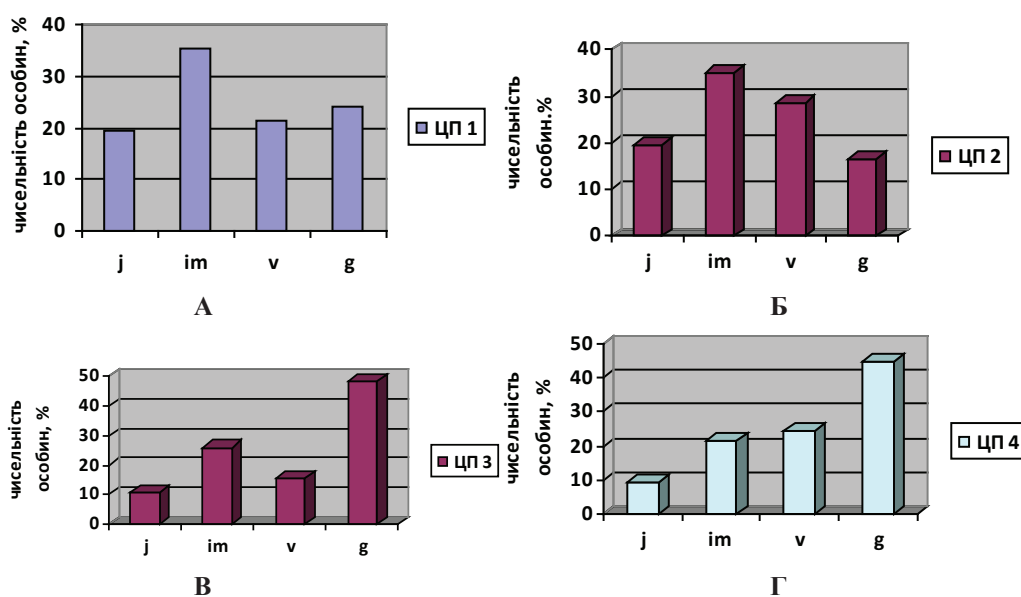 чисельність особин, %
40
30
20
10
0
j im v g
ЦП 1
А
чисельність
особин.%
40
30
20
10
0
j im v g
ЦП 2
Б
чисельність
особин, %
50
40
30
20
10
0
j im v g
ЦП 3
В
чисельність
особин, %
50
40
30
20
10
0
j im v g
ЦП 4
Г